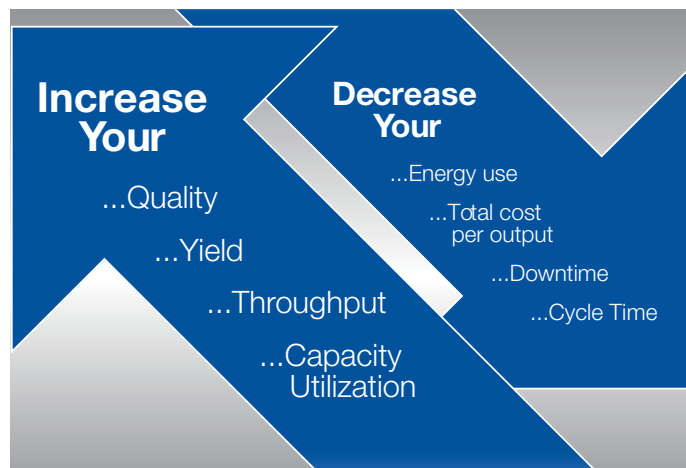 Increase
Your
...Quality
...Yield
...Throughput
...Capacity
Utilization
Decrease
Your
...Energy use
...Total cost
per output
...Downtime
...Cycle Time